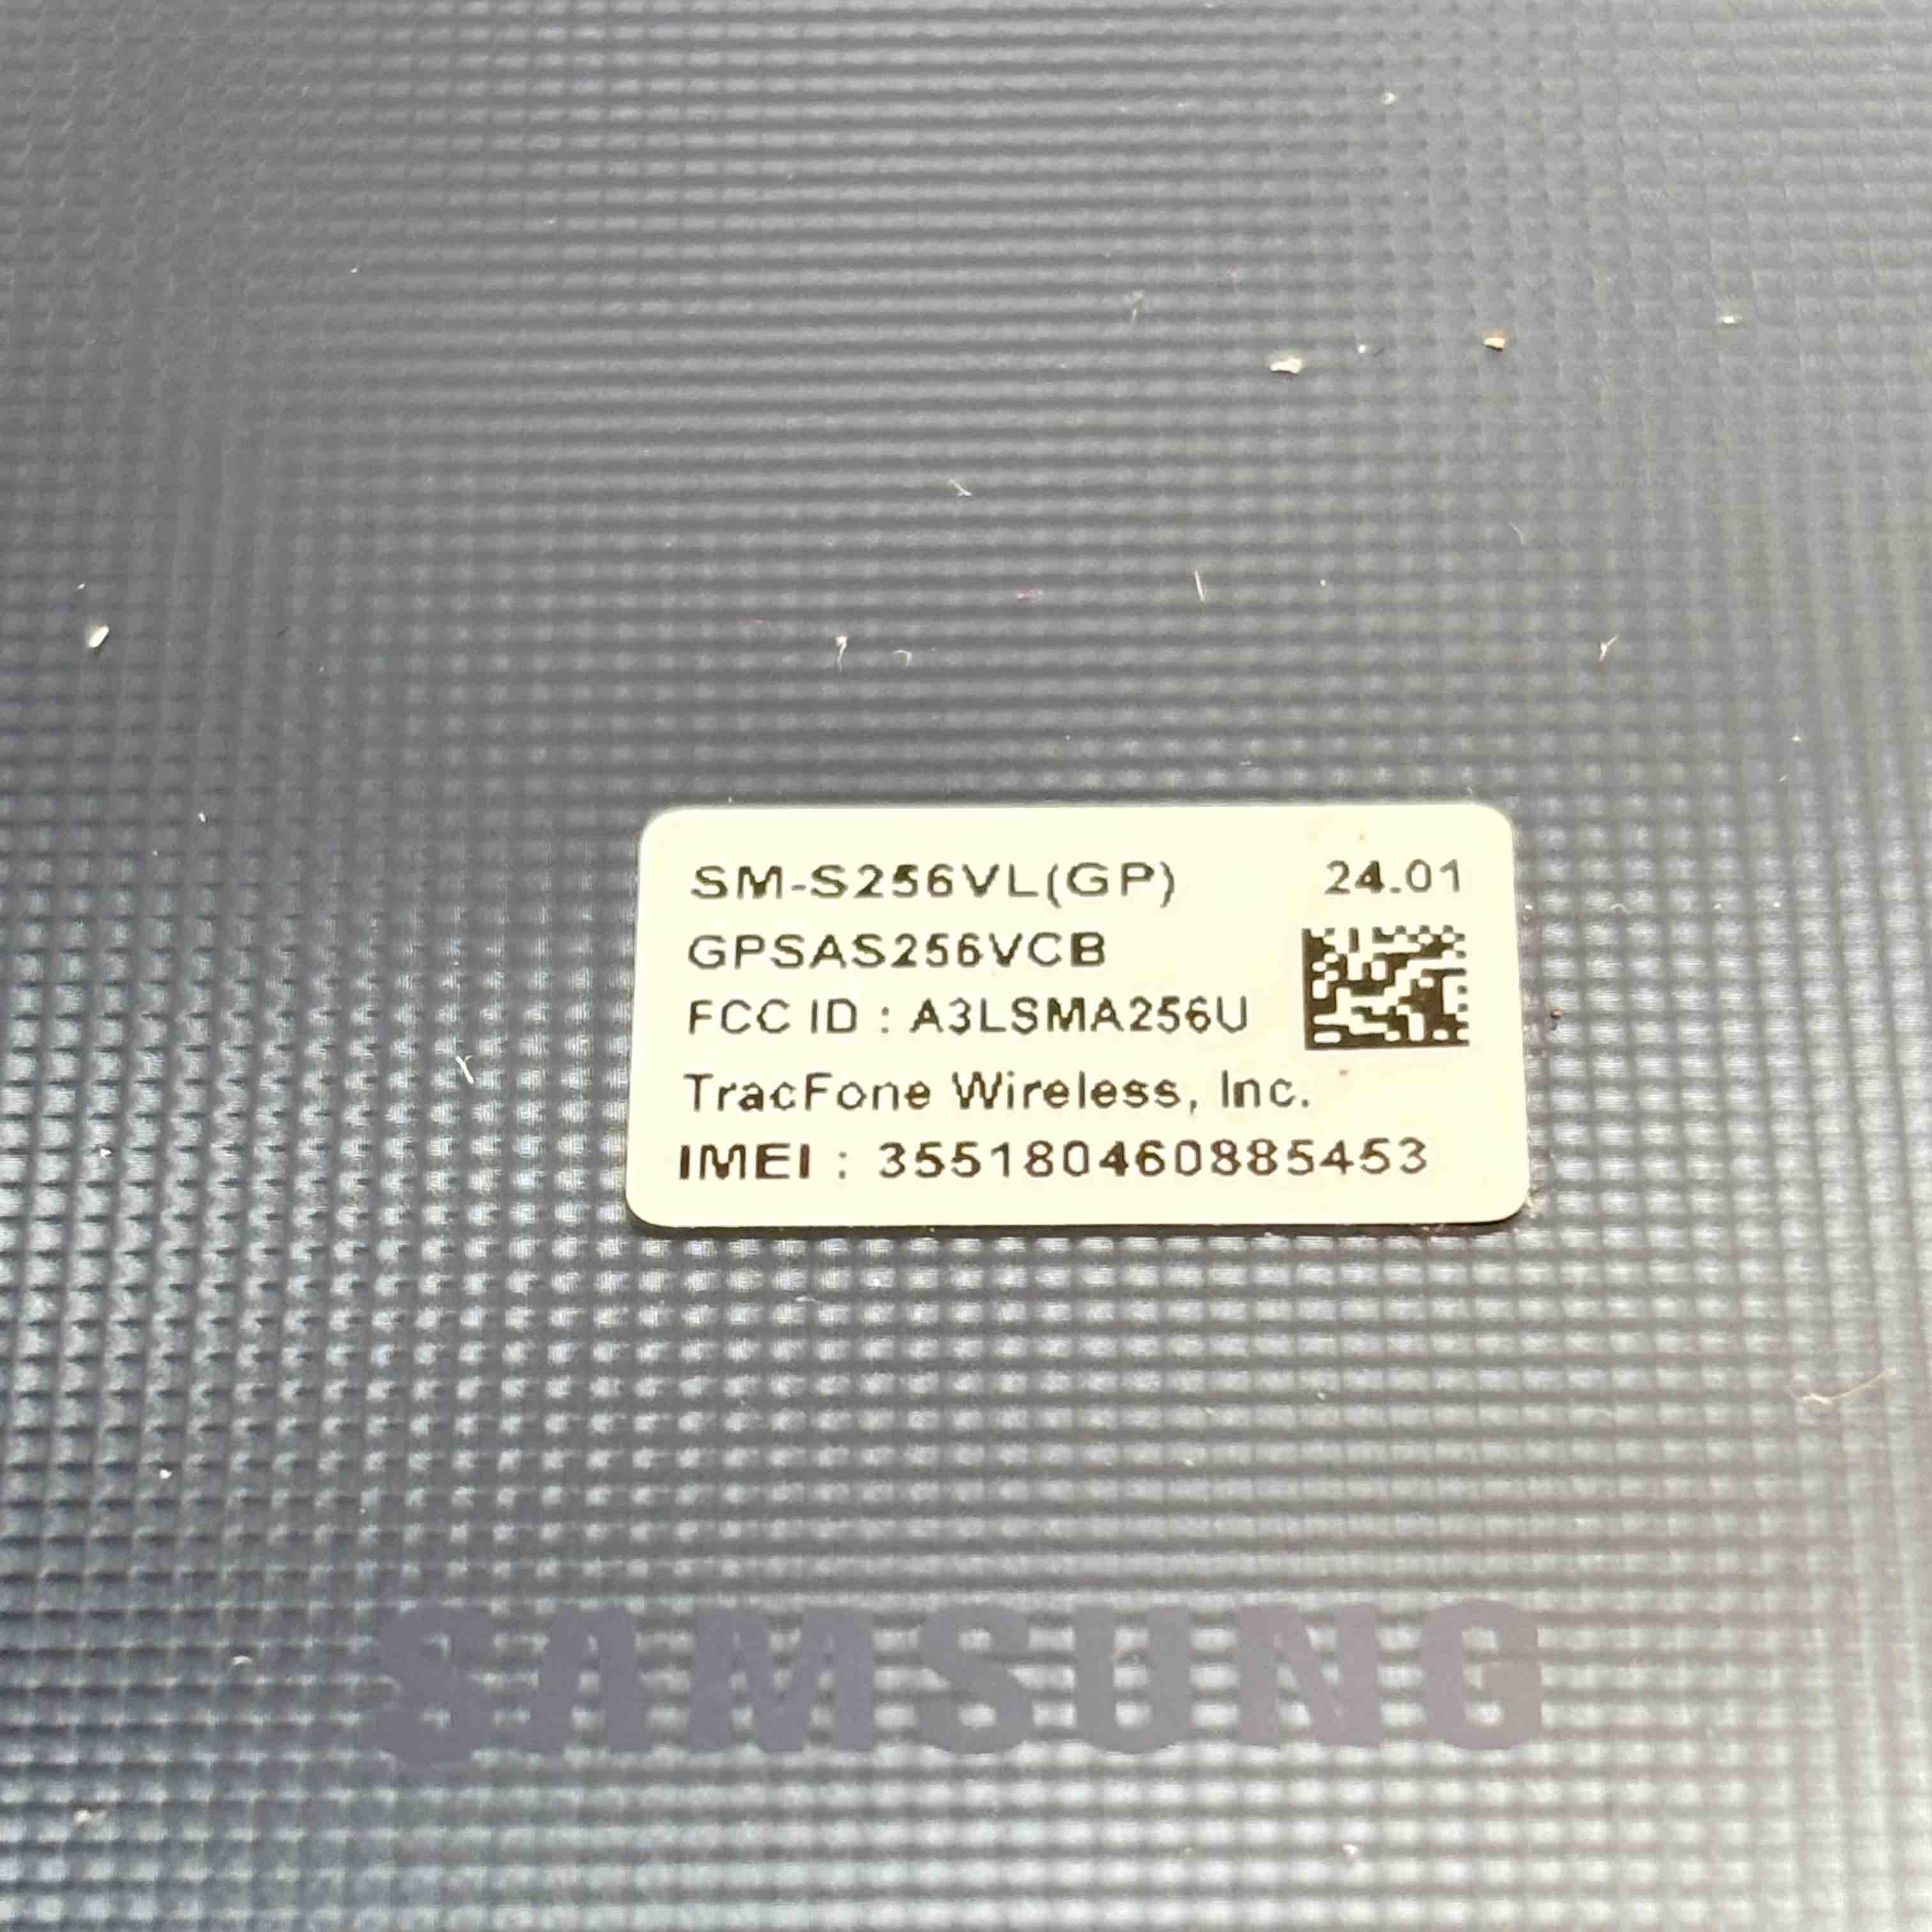 SM-S256VL(GP) 24.01
GPSAS256VCB
FCC ID : A3LSMA256U
TracFone Wireless, Inc.
IMEI : 355180460885453
SAMSUNG